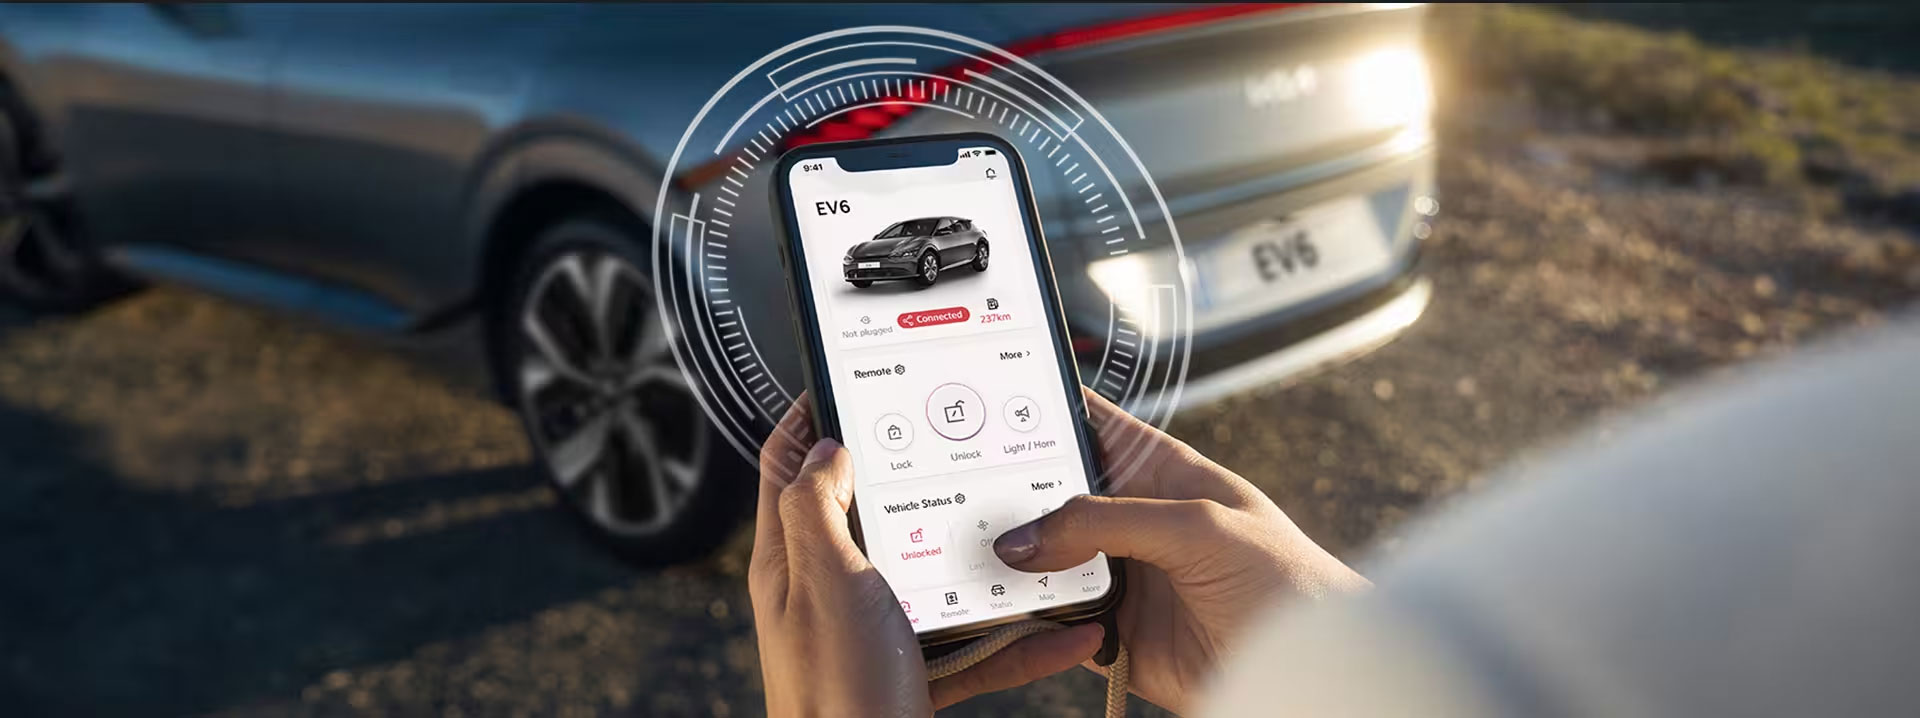 9:41
EV6
Not plugged
Connected
237km
More >
Remote
Lock
Unlock
Light / Horn
Vehicle Status
More >
Unlocked
Remote
Status
Map
More
EV6